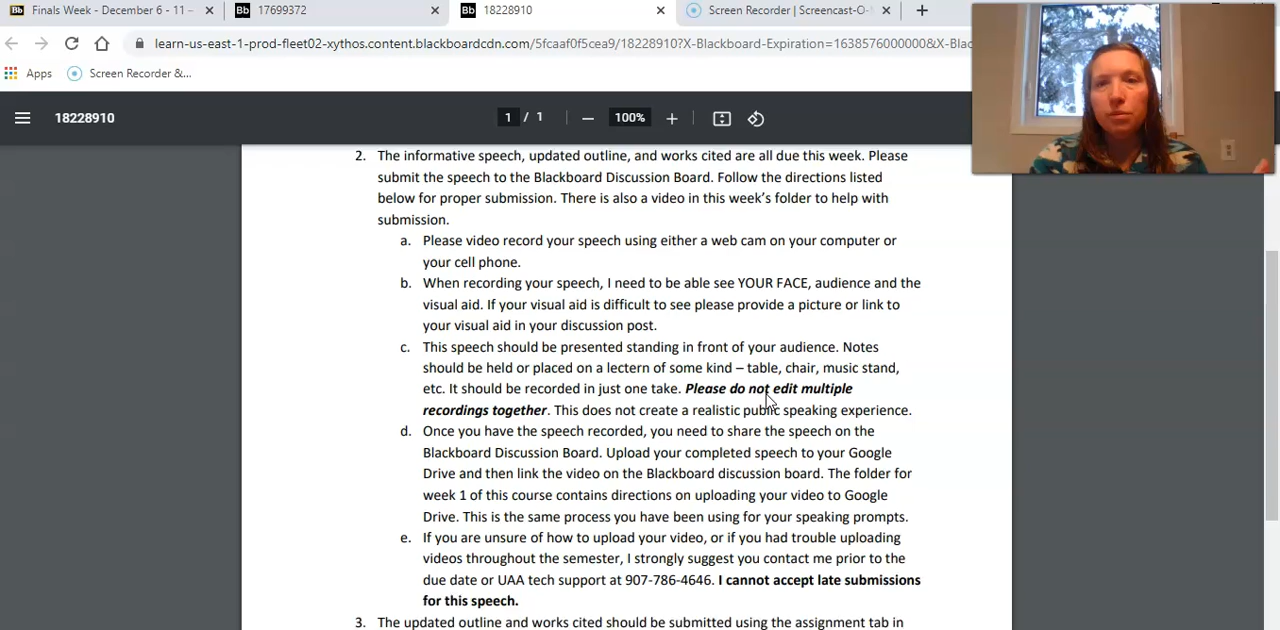 Finals Week - December 6 - 11 -
17699372
18228910
Screen Recorder | Screencast-O-M
learn-us-east-1-prod-fleet02-xythos.content.blackboardcdn.com/5fcaaf0f5cea9/18228910?X-Blackboard-Expiration=1638576000000&X-Blac
Apps
Screen Recorder &...
18228910
1 / 1
100%
2. The informative speech, updated outline, and works cited are all due this week. Please
submit the speech to the Blackboard Discussion Board. Follow the directions listed
below for proper submission. There is also a video in this week's folder to help with
submission.
a. Please video record your speech using either a web cam on your computer or
your cell phone.
b. When recording your speech, I need to be able see YOUR FACE, audience and the
visual aid. If your visual aid is difficult to see please provide a picture or link to
your visual aid in your discussion post.
c. This speech should be presented standing in front of your audience. Notes
should be held or placed on a lectern of some kind – table, chair, music stand,
etc. It should be recorded in just one take. Please do not edit multiple
recordings together. This does not create a realistic public speaking experience.
d. Once you have the speech recorded, you need to share the speech on the
Blackboard Discussion Board. Upload your completed speech to your Google
Drive and then link the video on the Blackboard discussion board. The folder for
week 1 of this course contains directions on uploading your video to Google
Drive. This is the same process you have been using for your speaking prompts.
e. If you are unsure of how to upload your video, or if you had trouble uploading
videos throughout the semester, I strongly suggest you contact me prior to the
due date or UAA tech support at 907-786-4646. I cannot accept late submissions
for this speech.
3. The updated outline and works cited should be submitted using the assignment tab in